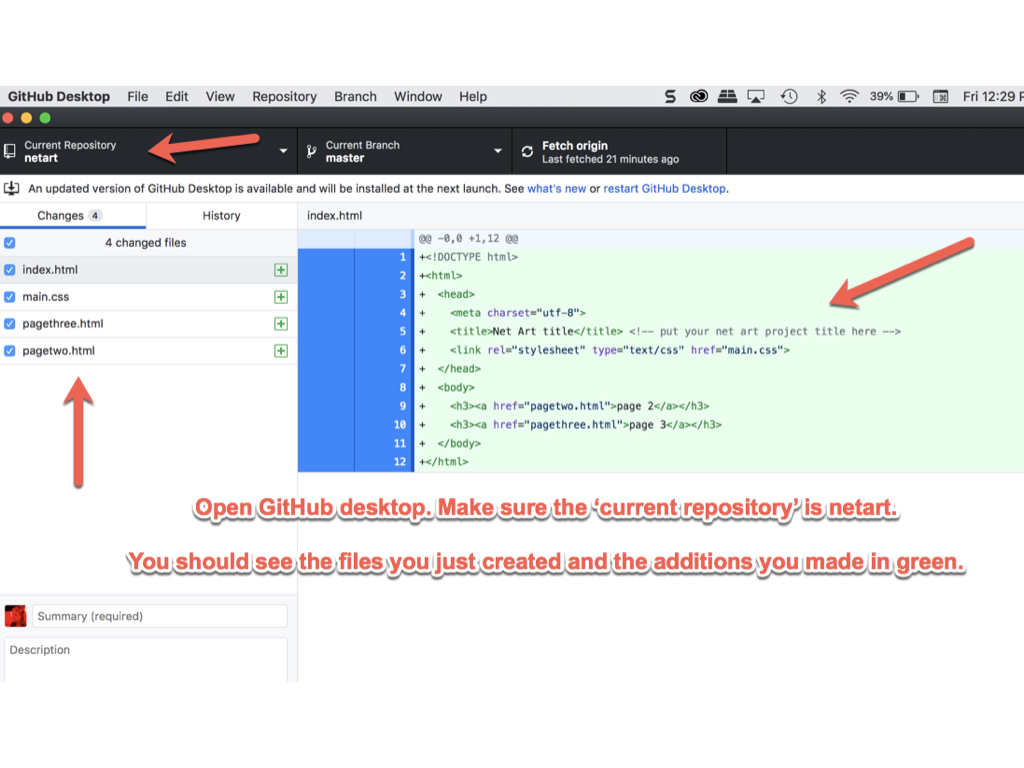 GitHub Desktop File Edit View Repository Branch Window Help 39% Fri 12:29 P
Current Repository
netart
Current Branch
master
Fetch origin
Last fetched 21 minutes ago
An updated version of GitHub Desktop is available and will be installed at the next launch. See what's new or restart GitHub Desktop.
Changes 4 History index.html
4 changed files
index.html
main.css
pagethree.html
pagetwo.html
@@ -0,0 +1,12 @@
1 +<!DOCTYPE html>
2 +<html>
3 + <head>
4 + <meta charset="utf-8">
5 + <title>Net Art title</title> <!-- put your net art project title here -->
6 + <link rel="stylesheet" type="text/css" href="main.css">
7 + </head>
8 + <body>
9 + <h3><a href="pagetwo.html">page 2</a></h3>
10 + <h3><a href="pagethree.html">page 3</a></h3>
11 + </body>
12 +</html>
Open GitHub desktop. Make sure the ‘current repository’ is netart.
You should see the files you just created and the additions you made in green.
Summary (required)
Description